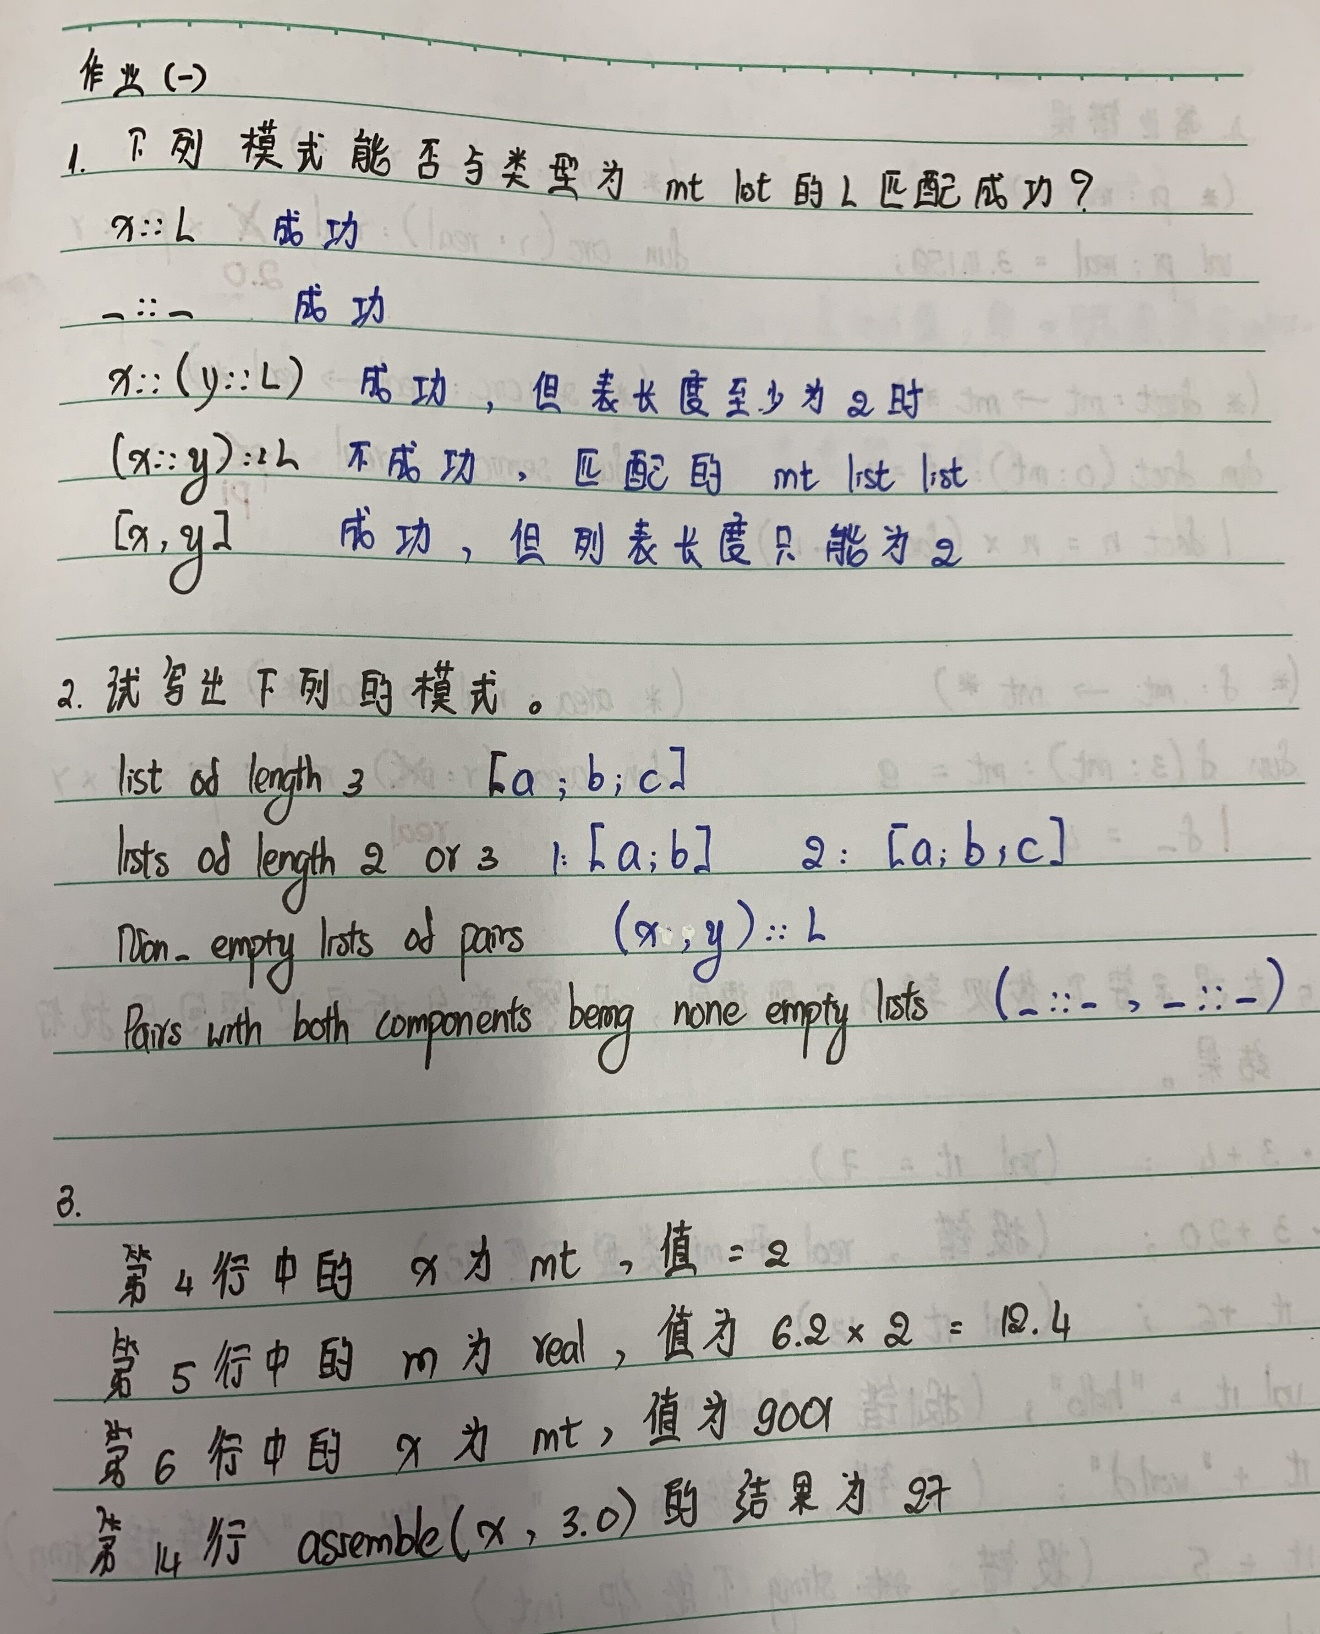 作业(一)
1. 下列 模式能否与类型为 int list 的 L 匹配成功?
x::L 成功
_::_ 成功
x::(y::L) 成功,但表长度至少为2时
(x::y)::L 不成功,匹配的 int list list
[x,y] 成功,但列表长度只能为2
2. 试写出下列的模式。
list of length 3 [a;b;c]
lists of length 2 or 3 1:[a;b] 2:[a;b;c]
Non-empty lists of pairs (x,y)::L
Pairs with both components being none empty lists (_::_,_::_)
3.
第4行中的 x 为 int,值=2
第5行中的 m 为 real,值为 6.2×2=12.4
第6行中的 x 为 int,值为9001
第14行 assemble(x,3.0)的结果为 27